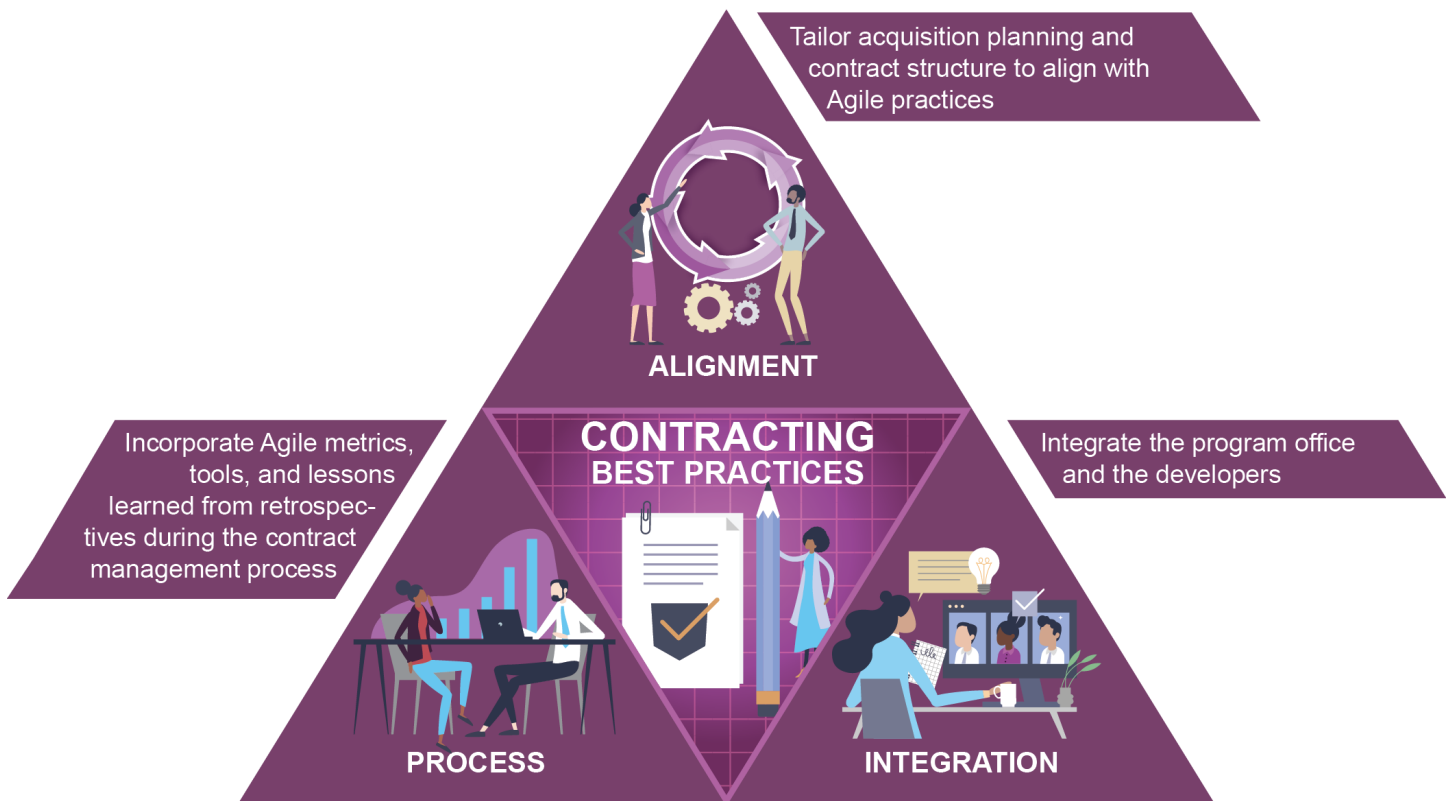 Tailor acquisition planning and
contract structure to align with
Agile practices
ALIGNMENT
Incorporate Agile metrics,
tools, and lessons
learned from retrospec-
tives during the contract
management process
CONTRACTING
BEST PRACTICES
Integrate the program office
and the developers
PROCESS
INTEGRATION